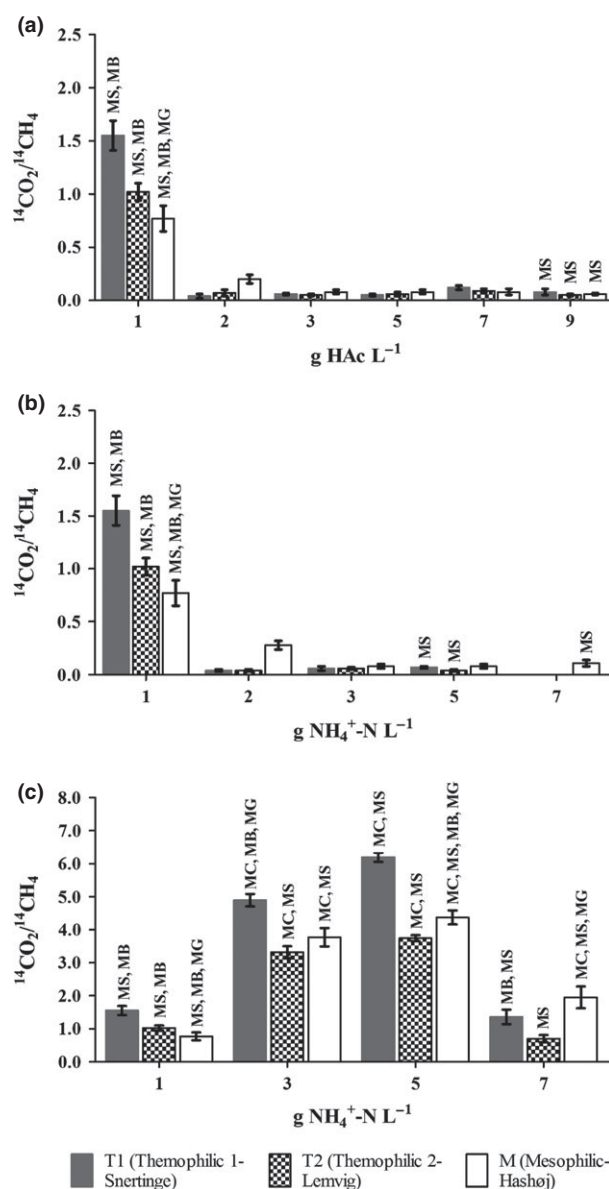 (a)
2.5
2.0
1.5
1.0
0.5
0.0
¹⁴CO₂/¹⁴CH₄
MS, MB
MS, MB
MS, MB, MG
MS
MS
MS
1 2 3 5 7 9
g HAc L⁻¹
(b)
2.5
2.0
1.5
1.0
0.5
0.0
¹⁴CO₂/¹⁴CH₄
MS, MB
MS, MB
MS, MB, MG
MS
MS
MS
1 2 3 5 7
g NH₄⁺-N L⁻¹
(c)
8.0
7.0
6.0
5.0
4.0
3.0
2.0
1.0
0.0
¹⁴CO₂/¹⁴CH₄
MS, MB
MS, MB
MS, MB, MG
MC, MB, MG
MC, MS
MC, MS
MC, MS
MC, MS
MC, MS, MB, MG
MB, MS
MS
MC, MS, MG
1 3 5 7
g NH₄⁺-N L⁻¹
T1 (Themophilic 1-
Snertinge)
T2 (Themophilic 2-
Lemvig)
M (Mesophilic-
Hashøj)